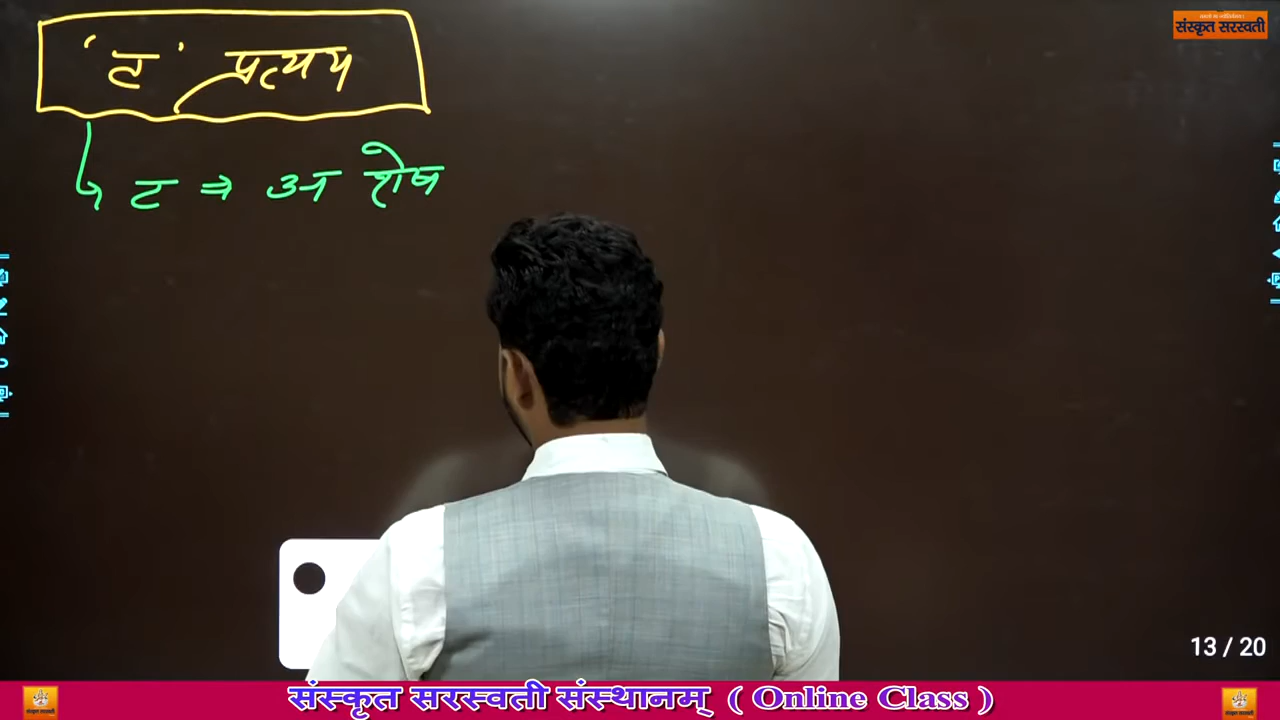 'ट' प्रत्यय
ट ⇒ अ शेष
संस्कृत सरस्वती
13 / 20
संस्कृत सरस्वती संस्थानम् ( Online Class )